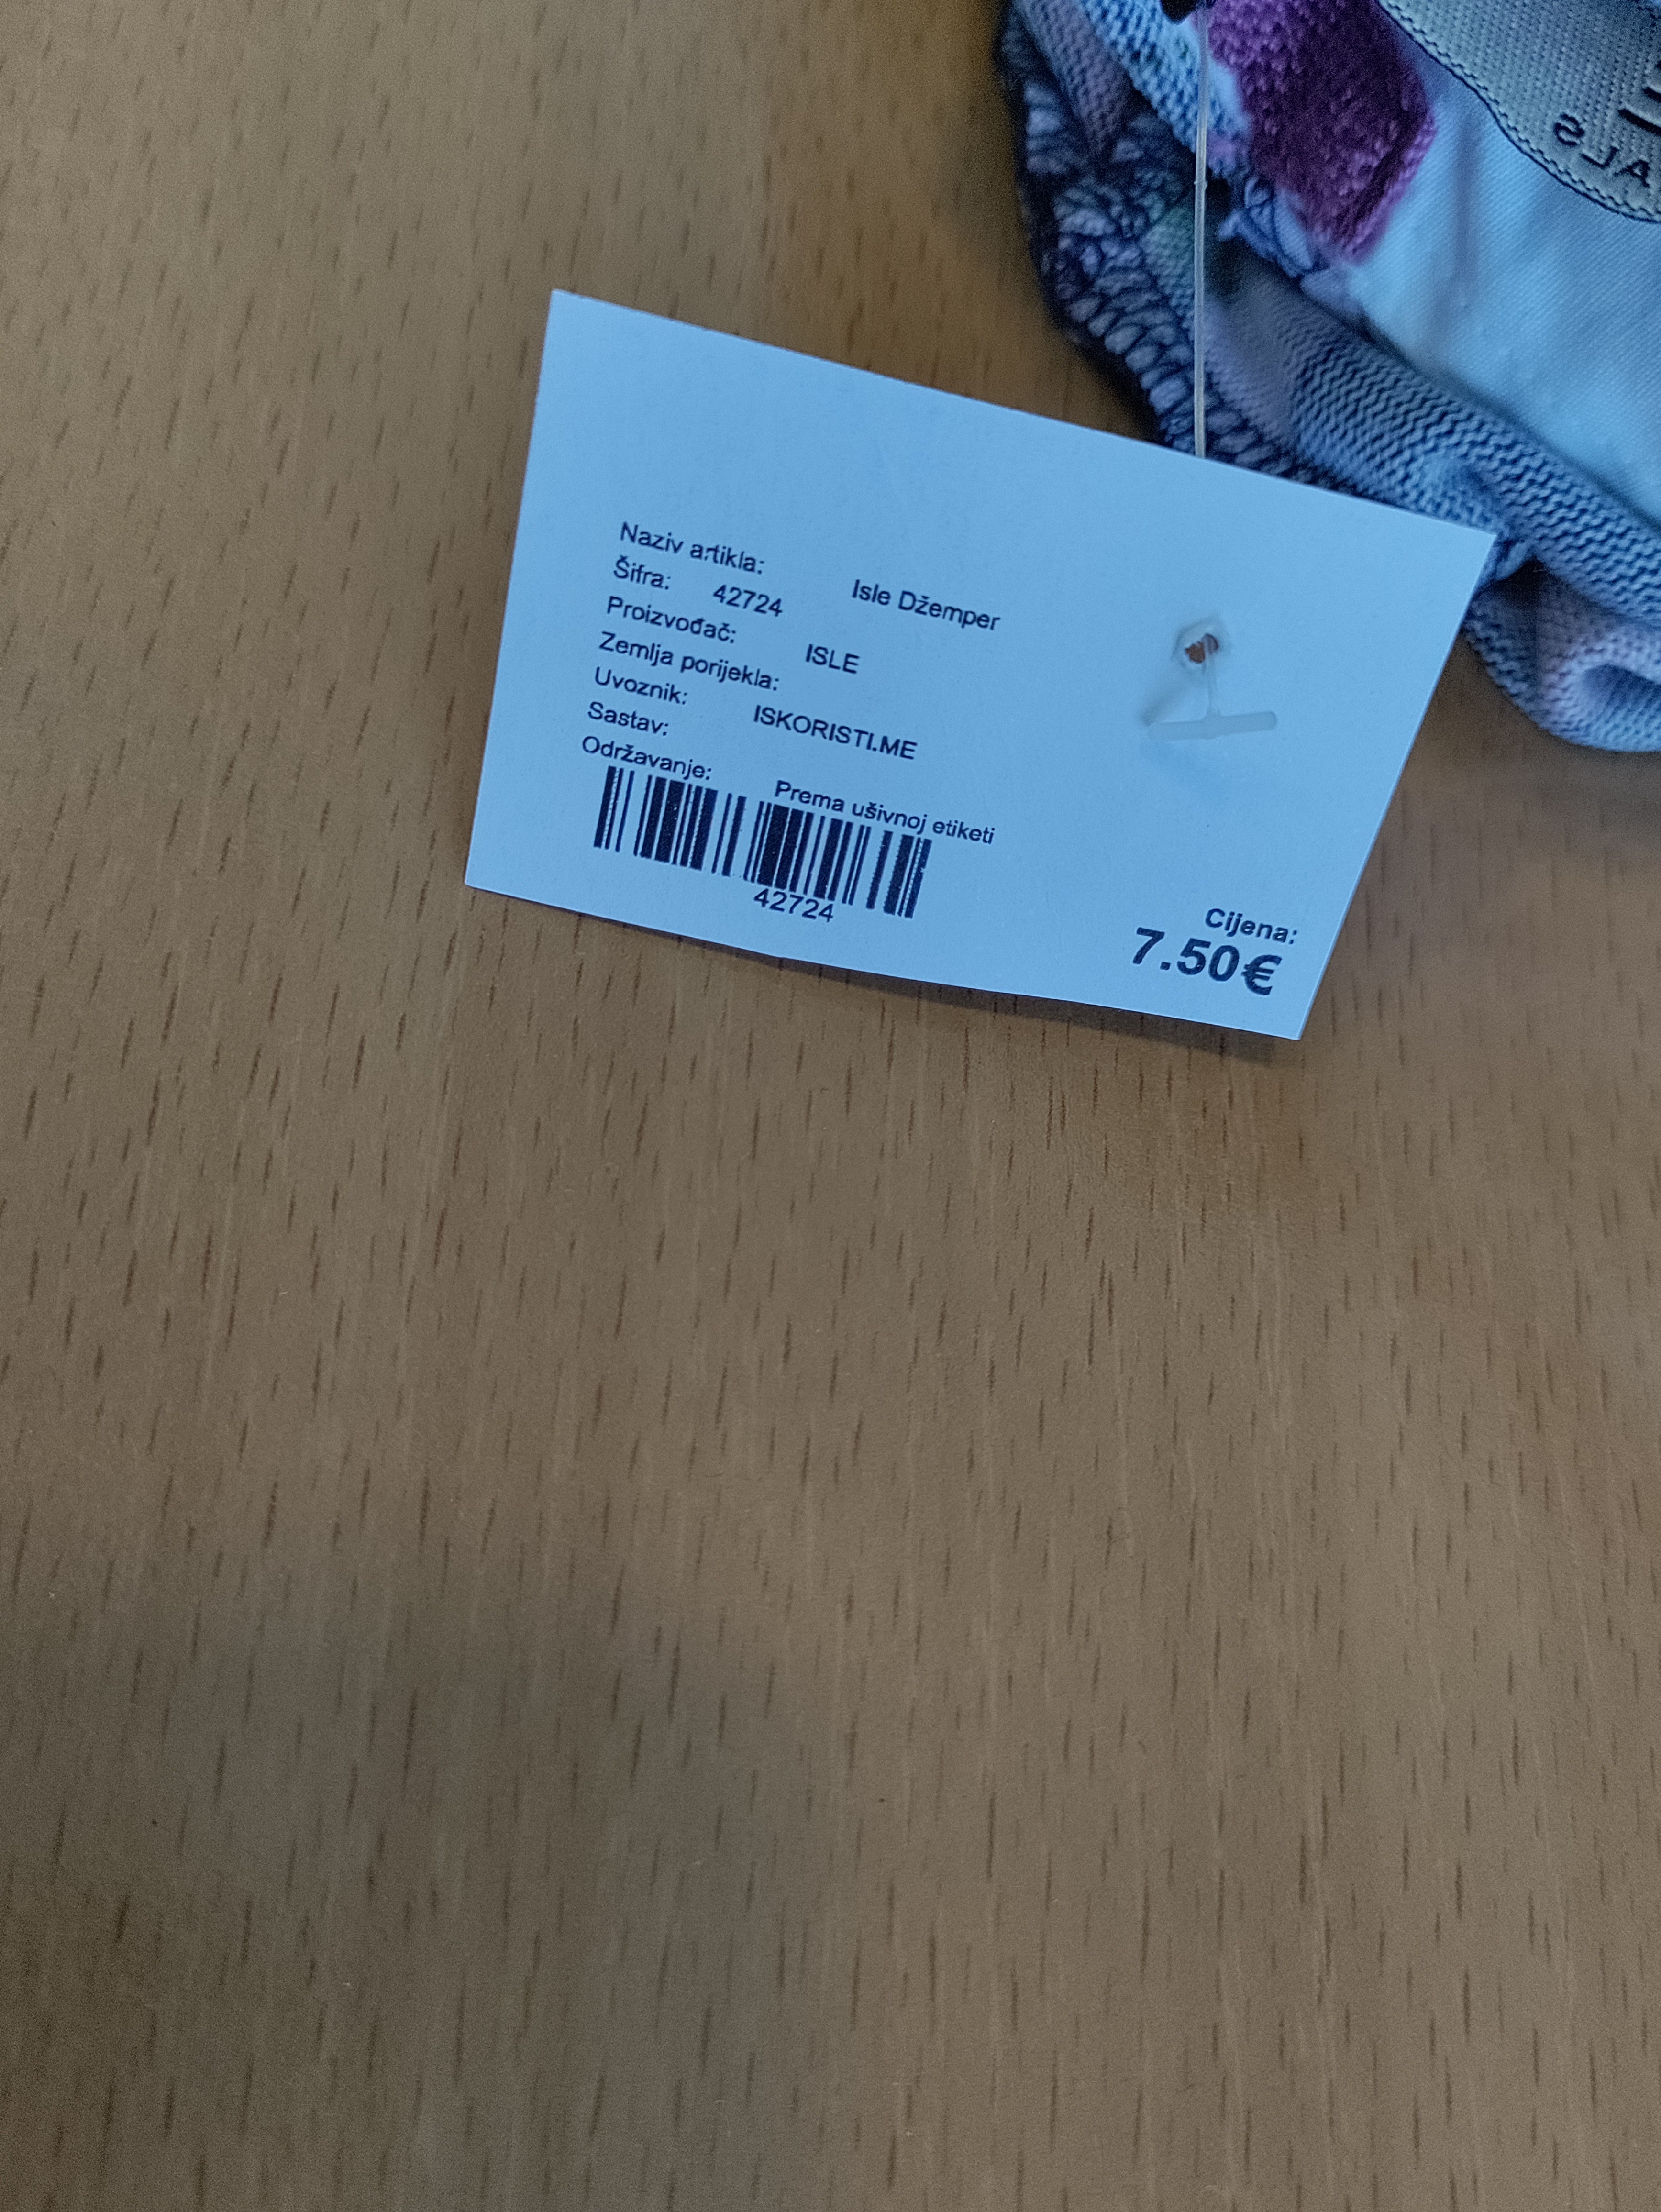 Naziv artikla: Isle Džemper
Šifra: 42724
Proizvođač: ISLE
Zemlja porijekla:
Uvoznik: ISKORISTI.ME
Sastav:
Održavanje: Prema ušivnoj etiketi
42724
Cijena:
7.50€